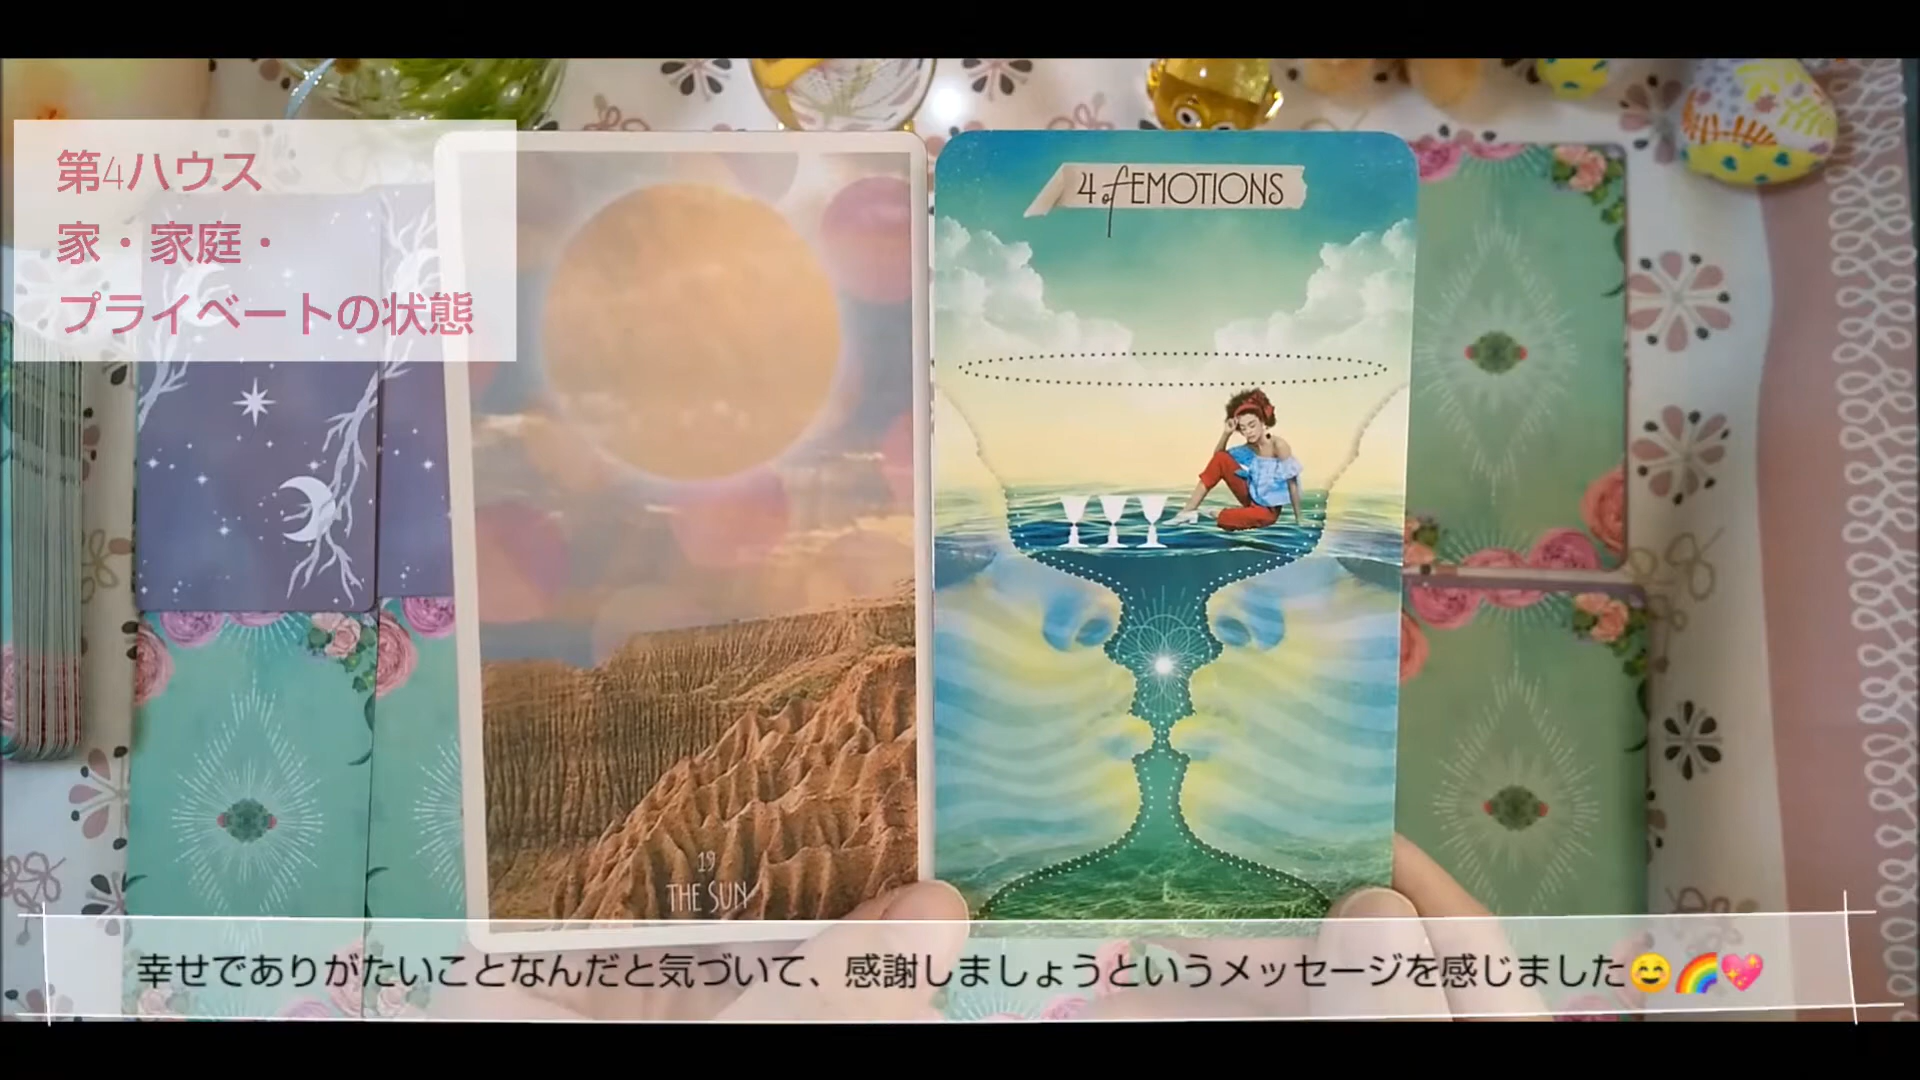 第4ハウス
家・家庭・
プライベートの状態
4 of EMOTIONS
19
THE SUN
幸せでありがたいことなんだと気づいて、感謝しましょうというメッセージを感じました😊🌈💖